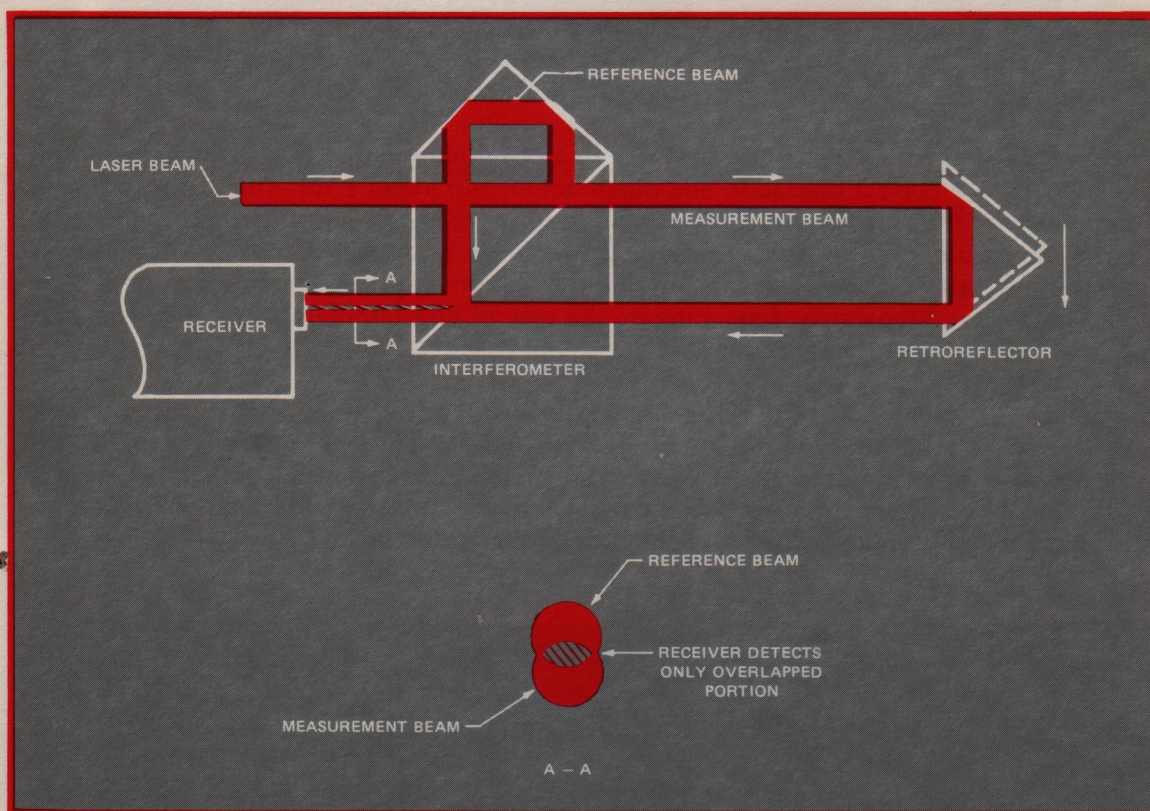 REFERENCE BEAM
LASER BEAM
MEASUREMENT BEAM
A
RECEIVER
A
RETROREFLECTOR
INTERFEROMETER
REFERENCE BEAM
RECEIVER DETECTS
ONLY OVERLAPPED
PORTION
MEASUREMENT BEAM
A – A